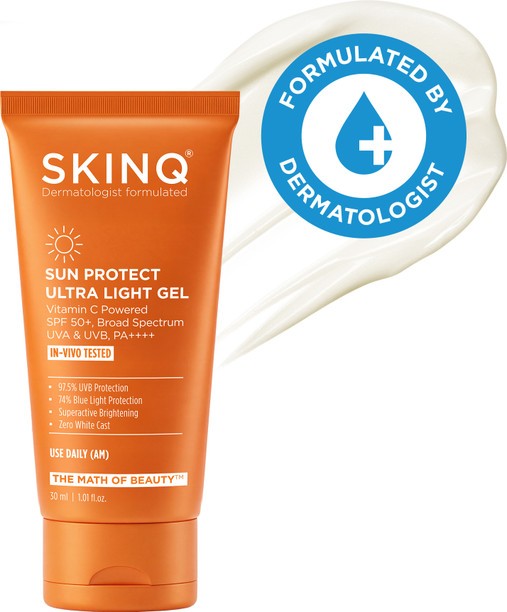 SKINQ®
Dermatologist formulated
SUN PROTECT
ULTRA LIGHT GEL
Vitamin C Powered
SPF 50+, Broad Spectrum
UVA & UVB, PA++++
IN-VIVO TESTED
• 97.5% UVB Protection
• 74% Blue Light Protection
• Superactive Brightening
• Zero White Cast
USE DAILY (AM)
THE MATH OF BEAUTY™
30 ml | 1.01 fl.oz.
FORMULATED BY
DERMATOLOGIST